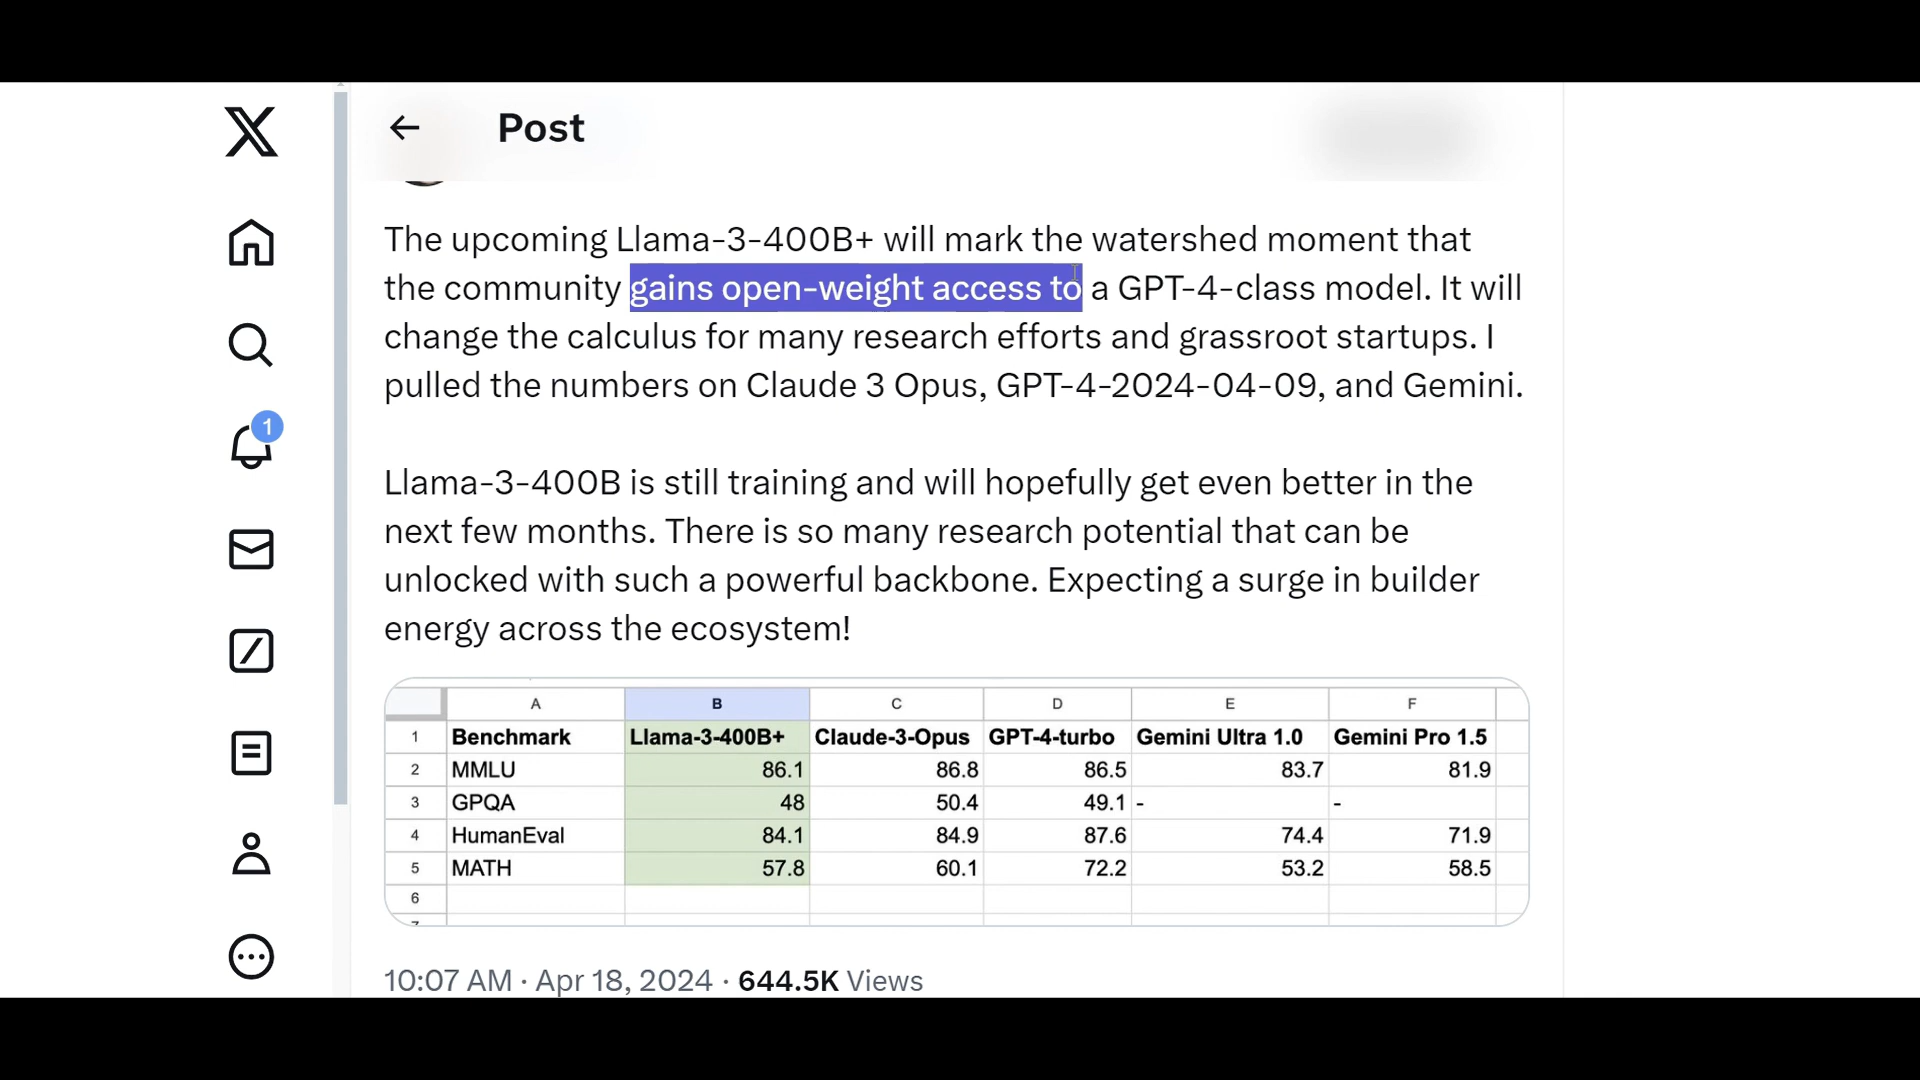 Post
The upcoming Llama-3-400B+ will mark the watershed moment that
the community gains open-weight access to a GPT-4-class model. It will
change the calculus for many research efforts and grassroot startups. I
pulled the numbers on Claude 3 Opus, GPT-4-2024-04-09, and Gemini.
Llama-3-400B is still training and will hopefully get even better in the
next few months. There is so many research potential that can be
unlocked with such a powerful backbone. Expecting a surge in builder
energy across the ecosystem!
A B C D E F
1 Benchmark Llama-3-400B+ Claude-3-Opus GPT-4-turbo Gemini Ultra 1.0 Gemini Pro 1.5
2 MMLU 86.1 86.8 86.5 83.7 81.9
3 GPQA 48 50.4 49.1 - -
4 HumanEval 84.1 84.9 87.6 74.4 71.9
5 MATH 57.8 60.1 72.2 53.2 58.5
6
10:07 AM · Apr 18, 2024 · 644.5K Views
1